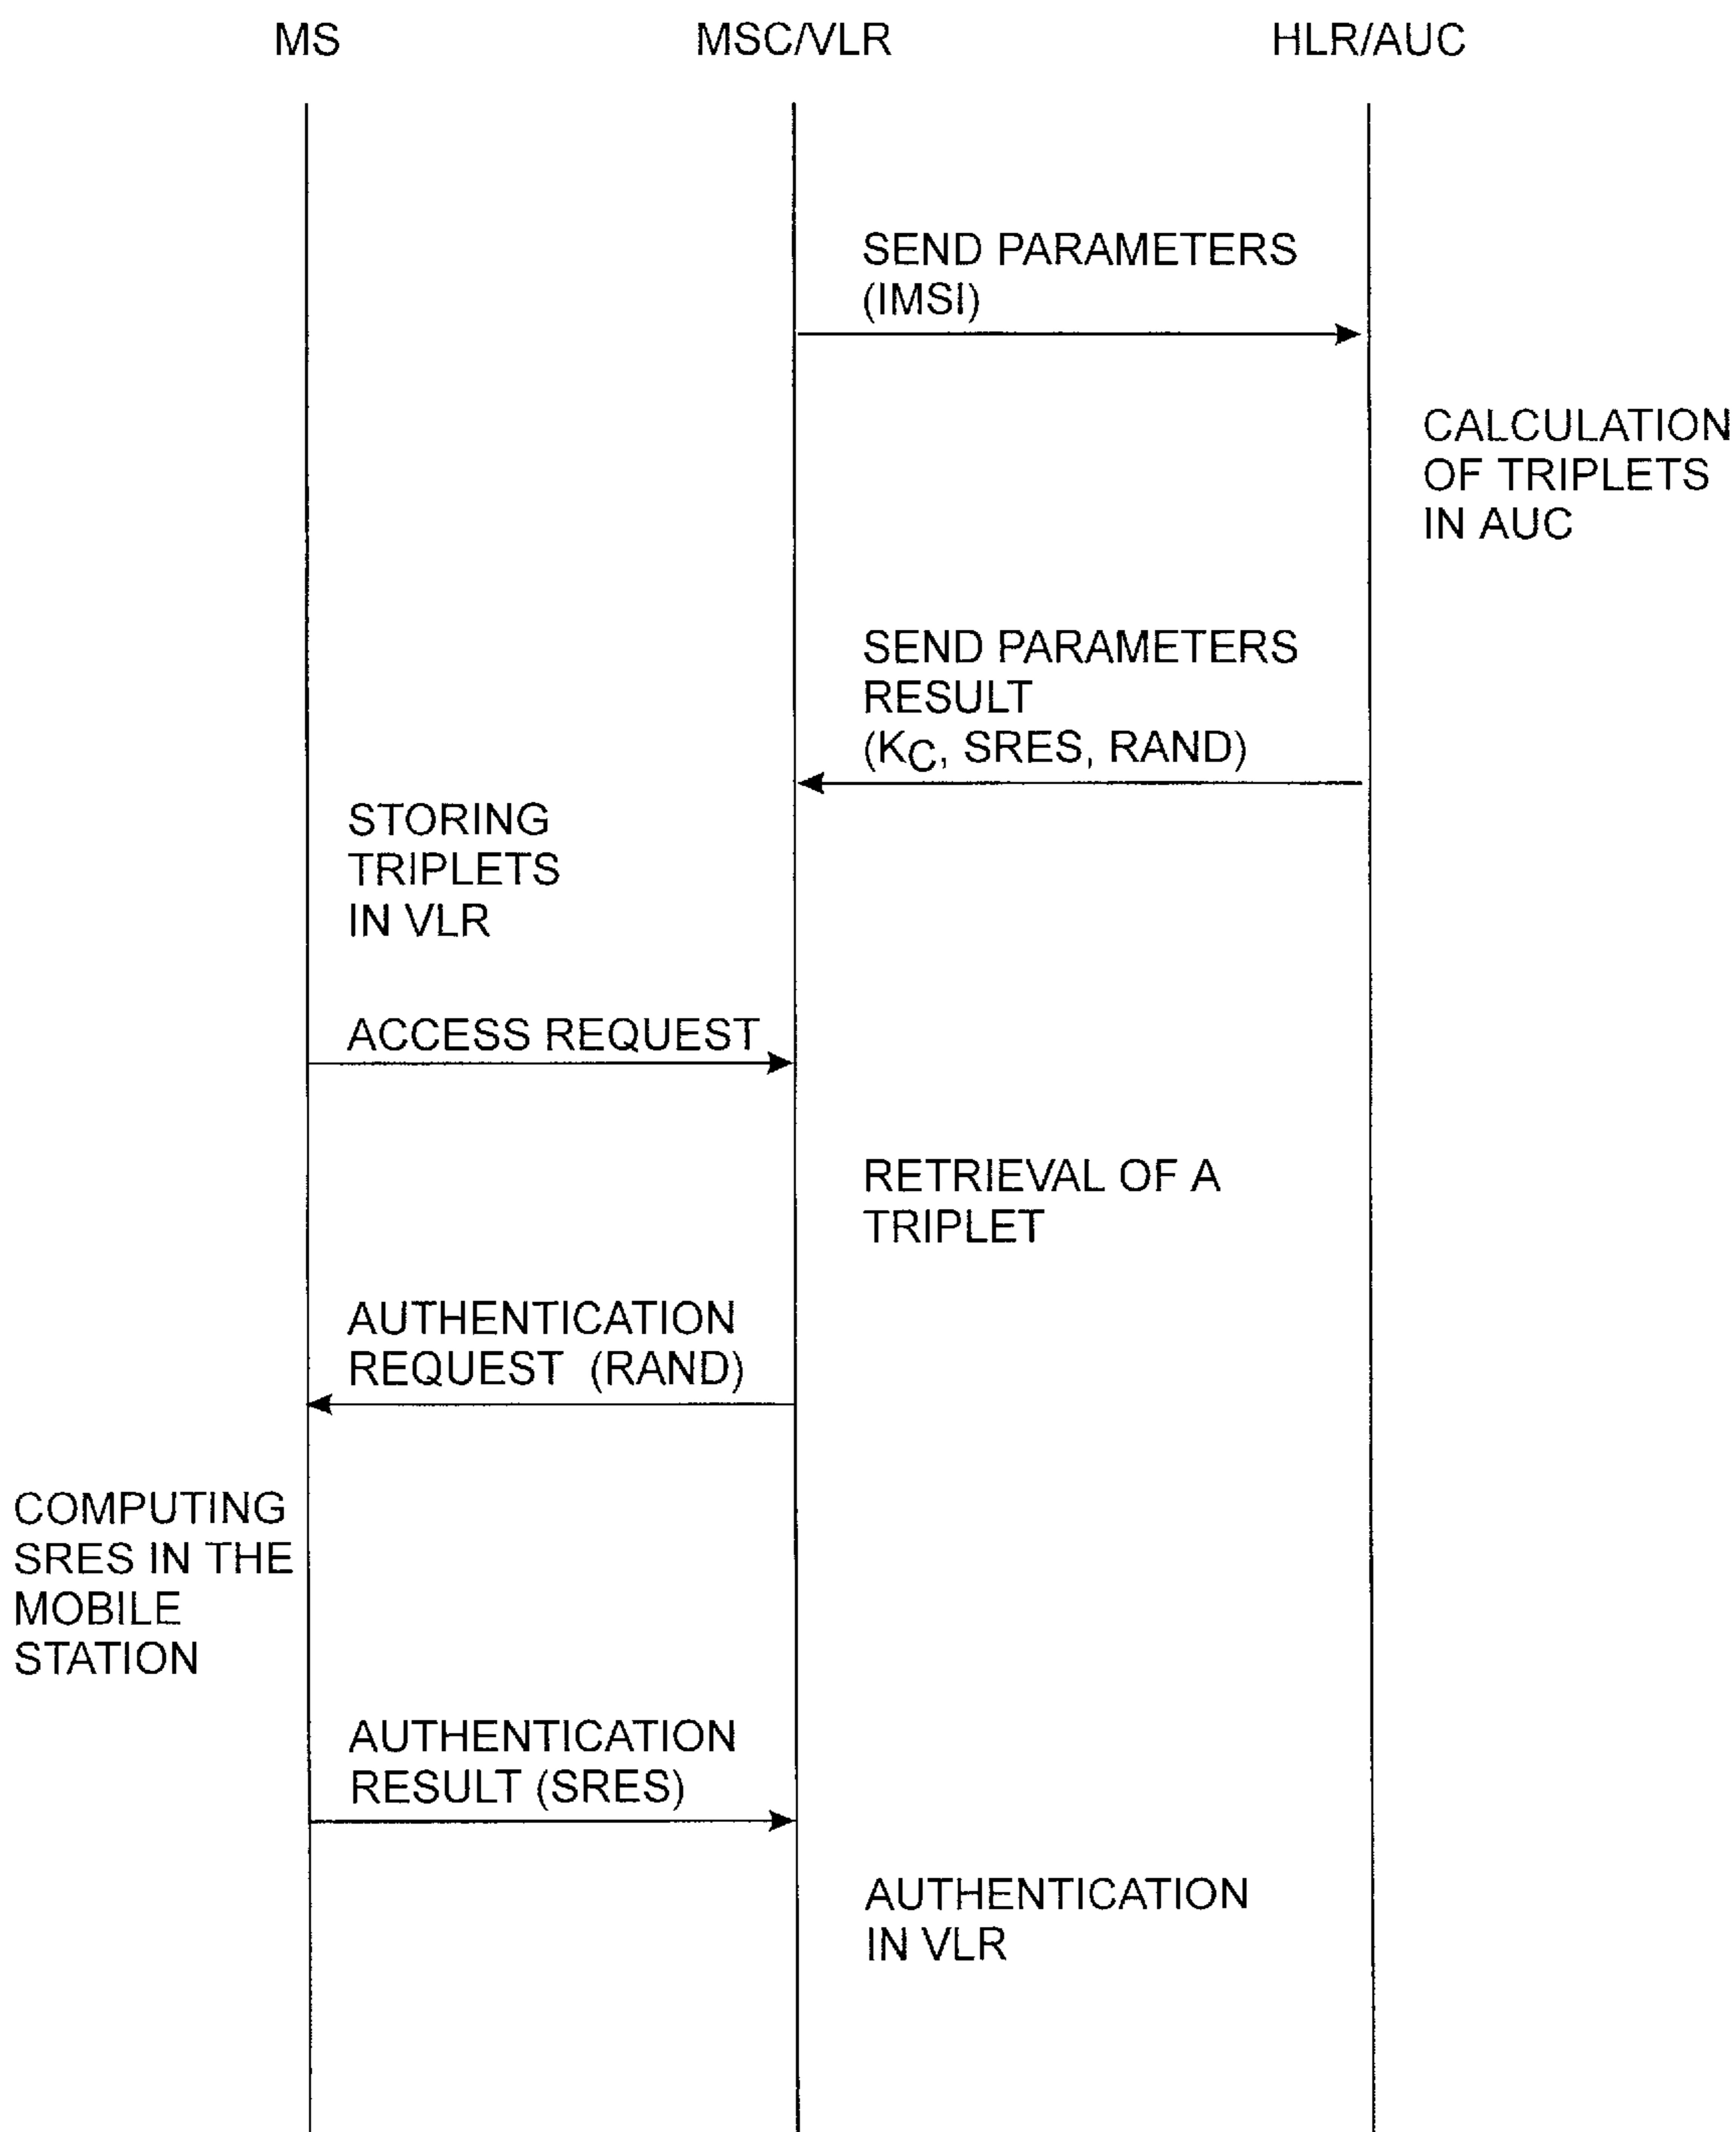 MS
MSC/VLR
HLR/AUC
SEND PARAMETERS
(IMSI)
CALCULATION
OF TRIPLETS
IN AUC
SEND PARAMETERS
RESULT
(KC, SRES, RAND)
STORING
TRIPLETS
IN VLR
ACCESS REQUEST
RETRIEVAL OF A
TRIPLET
AUTHENTICATION
REQUEST (RAND)
COMPUTING
SRES IN THE
MOBILE
STATION
AUTHENTICATION
RESULT (SRES)
AUTHENTICATION
IN VLR